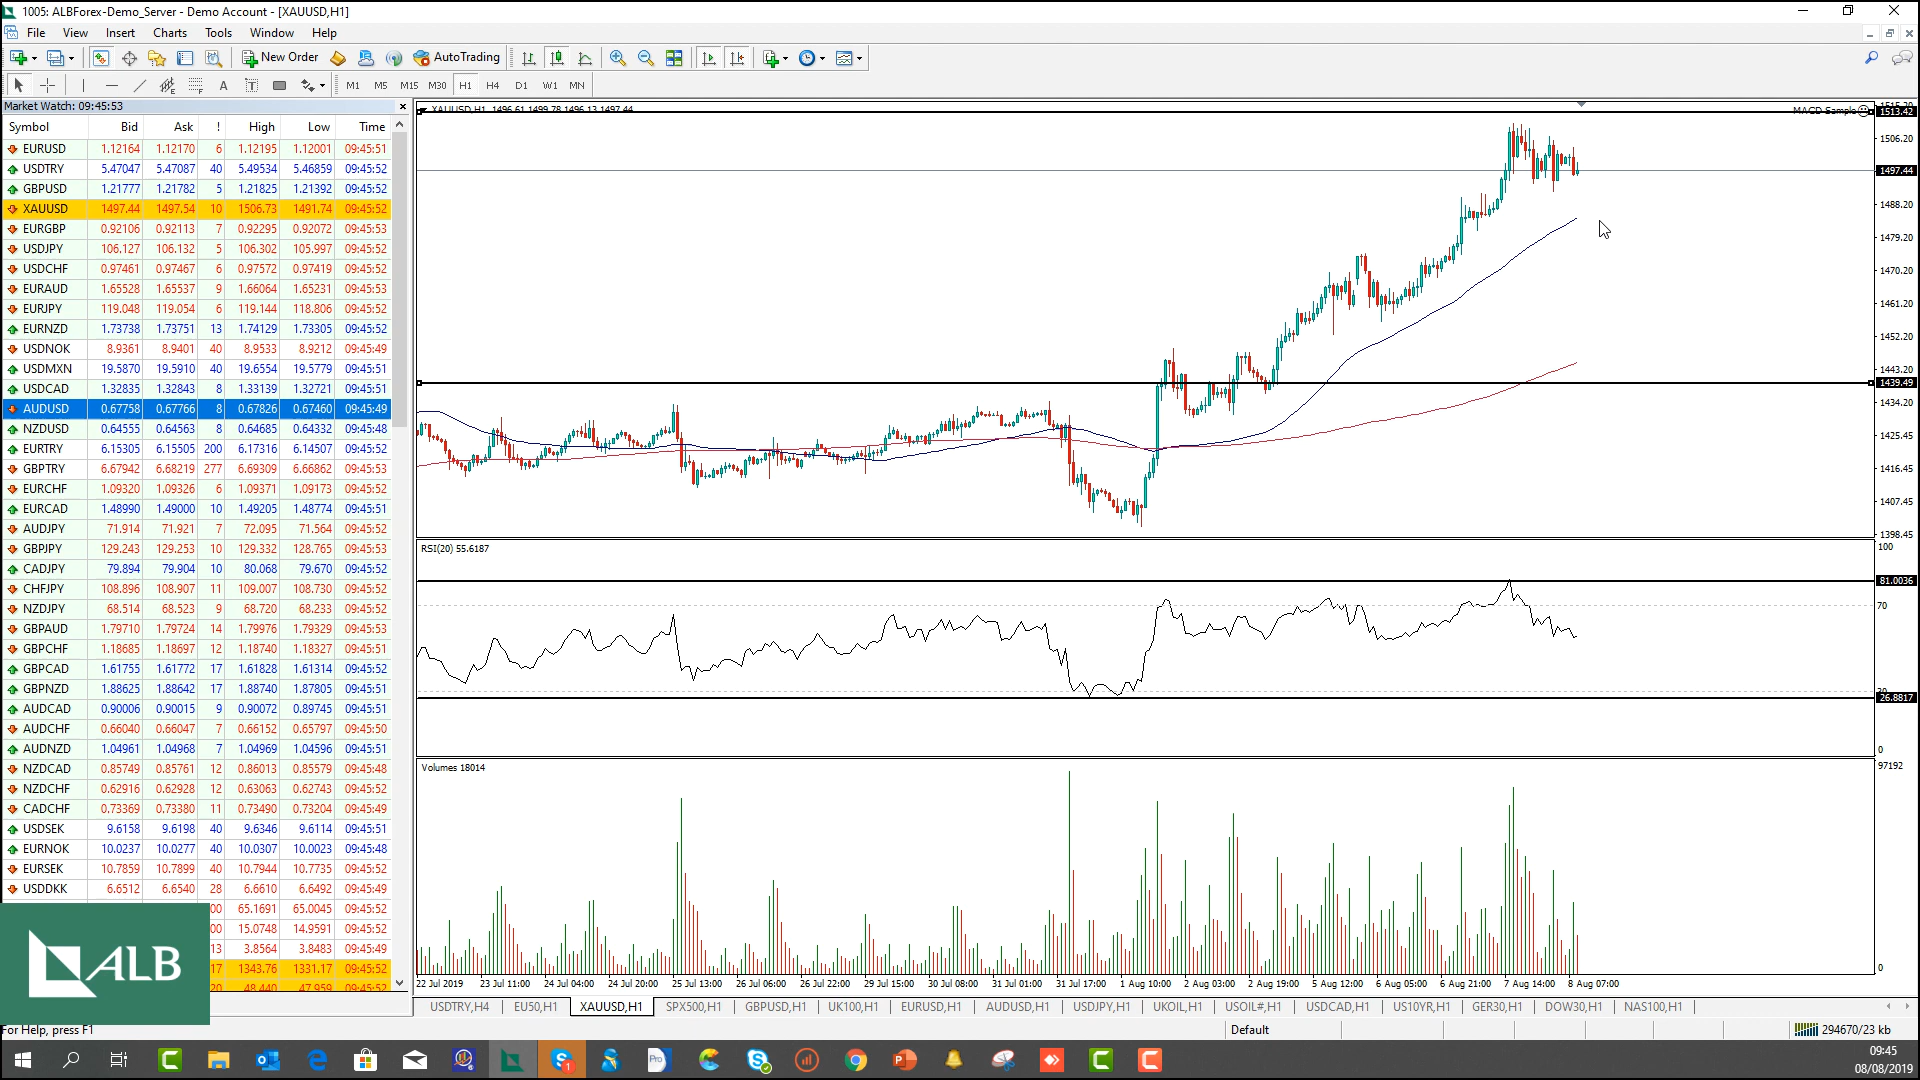 1005: ALBForex-Demo_Server - Demo Account - [XAUUSD,H1]
File View Insert Charts Tools Window Help
New Order AutoTrading
A T M1 M5 M15 M30 H1 H4 D1 W1 MN
Market Watch: 09:45:53
Symbol Bid Ask ! High Low Time
EURUSD 1.12164 1.12170 6 1.12195 1.12001 09:45:51
USDTRY 5.47047 5.47087 40 5.49534 5.46859 09:45:52
GBPUSD 1.21777 1.21782 5 1.21825 1.21392 09:45:52
XAUUSD 1497.44 1497.54 10 1506.73 1491.74 09:45:52
EURGBP 0.92106 0.92113 7 0.92295 0.92072 09:45:53
USDJPY 106.127 106.132 5 106.302 105.997 09:45:52
USDCHF 0.97461 0.97467 6 0.97572 0.97419 09:45:52
EURAUD 1.65528 1.65537 9 1.66064 1.65231 09:45:53
EURJPY 119.048 119.054 6 119.144 118.806 09:45:52
EURNZD 1.73738 1.73751 13 1.74129 1.73305 09:45:52
USDNOK 8.9361 8.9401 40 8.9533 8.9212 09:45:49
USDMXN 19.5870 19.5910 40 19.6554 19.5779 09:45:51
USDCAD 1.32835 1.32843 8 1.33139 1.32721 09:45:51
AUDUSD 0.67758 0.67766 8 0.67826 0.67460 09:45:49
NZDUSD 0.64555 0.64563 8 0.64685 0.64332 09:45:48
EURTRY 6.15305 6.15505 200 6.17316 6.14507 09:45:52
GBPTRY 6.67942 6.68219 277 6.69309 6.66862 09:45:53
EURCHF 1.09320 1.09326 6 1.09371 1.09173 09:45:52
EURCAD 1.48990 1.49000 10 1.49205 1.48774 09:45:51
AUDJPY 71.914 71.921 7 72.095 71.564 09:45:52
GBPJPY 129.243 129.253 10 129.332 128.765 09:45:53
CADJPY 79.894 79.904 10 80.068 79.670 09:45:52
CHFJPY 108.896 108.907 11 109.007 108.730 09:45:52
NZDJPY 68.514 68.523 9 68.720 68.233 09:45:52
GBPAUD 1.79710 1.79724 14 1.79976 1.79329 09:45:53
GBPCHF 1.18685 1.18697 12 1.18740 1.18327 09:45:51
GBPCAD 1.61755 1.61772 17 1.61828 1.61314 09:45:52
GBPNZD 1.88625 1.88642 17 1.88740 1.87805 09:45:51
AUDCAD 0.90006 0.90015 9 0.90072 0.89745 09:45:51
AUDCHF 0.66040 0.66047 7 0.66152 0.65797 09:45:50
AUDNZD 1.04961 1.04968 7 1.04969 1.04596 09:45:51
NZDCAD 0.85749 0.85761 12 0.86013 0.85579 09:45:48
NZDCHF 0.62916 0.62928 12 0.63063 0.62743 09:45:52
CADCHF 0.73369 0.73380 11 0.73490 0.73204 09:45:49
USDSEK 9.6158 9.6198 40 9.6346 9.6114 09:45:51
EURNOK 10.0237 10.0277 40 10.0307 10.0023 09:45:48
EURSEK 10.7859 10.7899 40 10.7944 10.7735 09:45:52
USDDKK 6.6512 6.6540 28 6.6610 6.6492 09:45:49
00 65.1691 65.0045 09:45:52
00 15.0748 14.9591 09:45:52
13 3.8564 3.8483 09:45:49
17 1343.76 1331.17 09:45:52
20 48.440 47.959 09:45:52
ALB
XAUUSD,H1 1496.61 1499.78 1496.13 1497.44
MACD Sample
1515.20
1513.42
1506.20
1497.44
1488.20
1479.20
1470.20
1461.20
1452.20
1443.20
1439.49
1434.20
1425.45
1416.45
1407.45
1398.45
RSI(20) 55.6187
100
81.0036
70
30
26.8817
0
Volumes 18014
97192
0
22 Jul 2019 23 Jul 11:00 24 Jul 04:00 24 Jul 20:00 25 Jul 13:00 26 Jul 06:00 26 Jul 22:00 29 Jul 15:00 30 Jul 08:00 31 Jul 01:00 31 Jul 17:00 1 Aug 10:00 2 Aug 03:00 2 Aug 19:00 5 Aug 12:00 6 Aug 05:00 6 Aug 21:00 7 Aug 14:00 8 Aug 07:00
USDTRY,H4 EU50,H1 XAUUSD,H1 SPX500,H1 GBPUSD,H1 UK100,H1 EURUSD,H1 AUDUSD,H1 USDJPY,H1 UKOIL,H1 USOIL#,H1 USDCAD,H1 US10YR,H1 GER30,H1 DOW30,H1 NAS100,H1
For Help, press F1 Default 294670/23 kb
09:45
08/08/2019